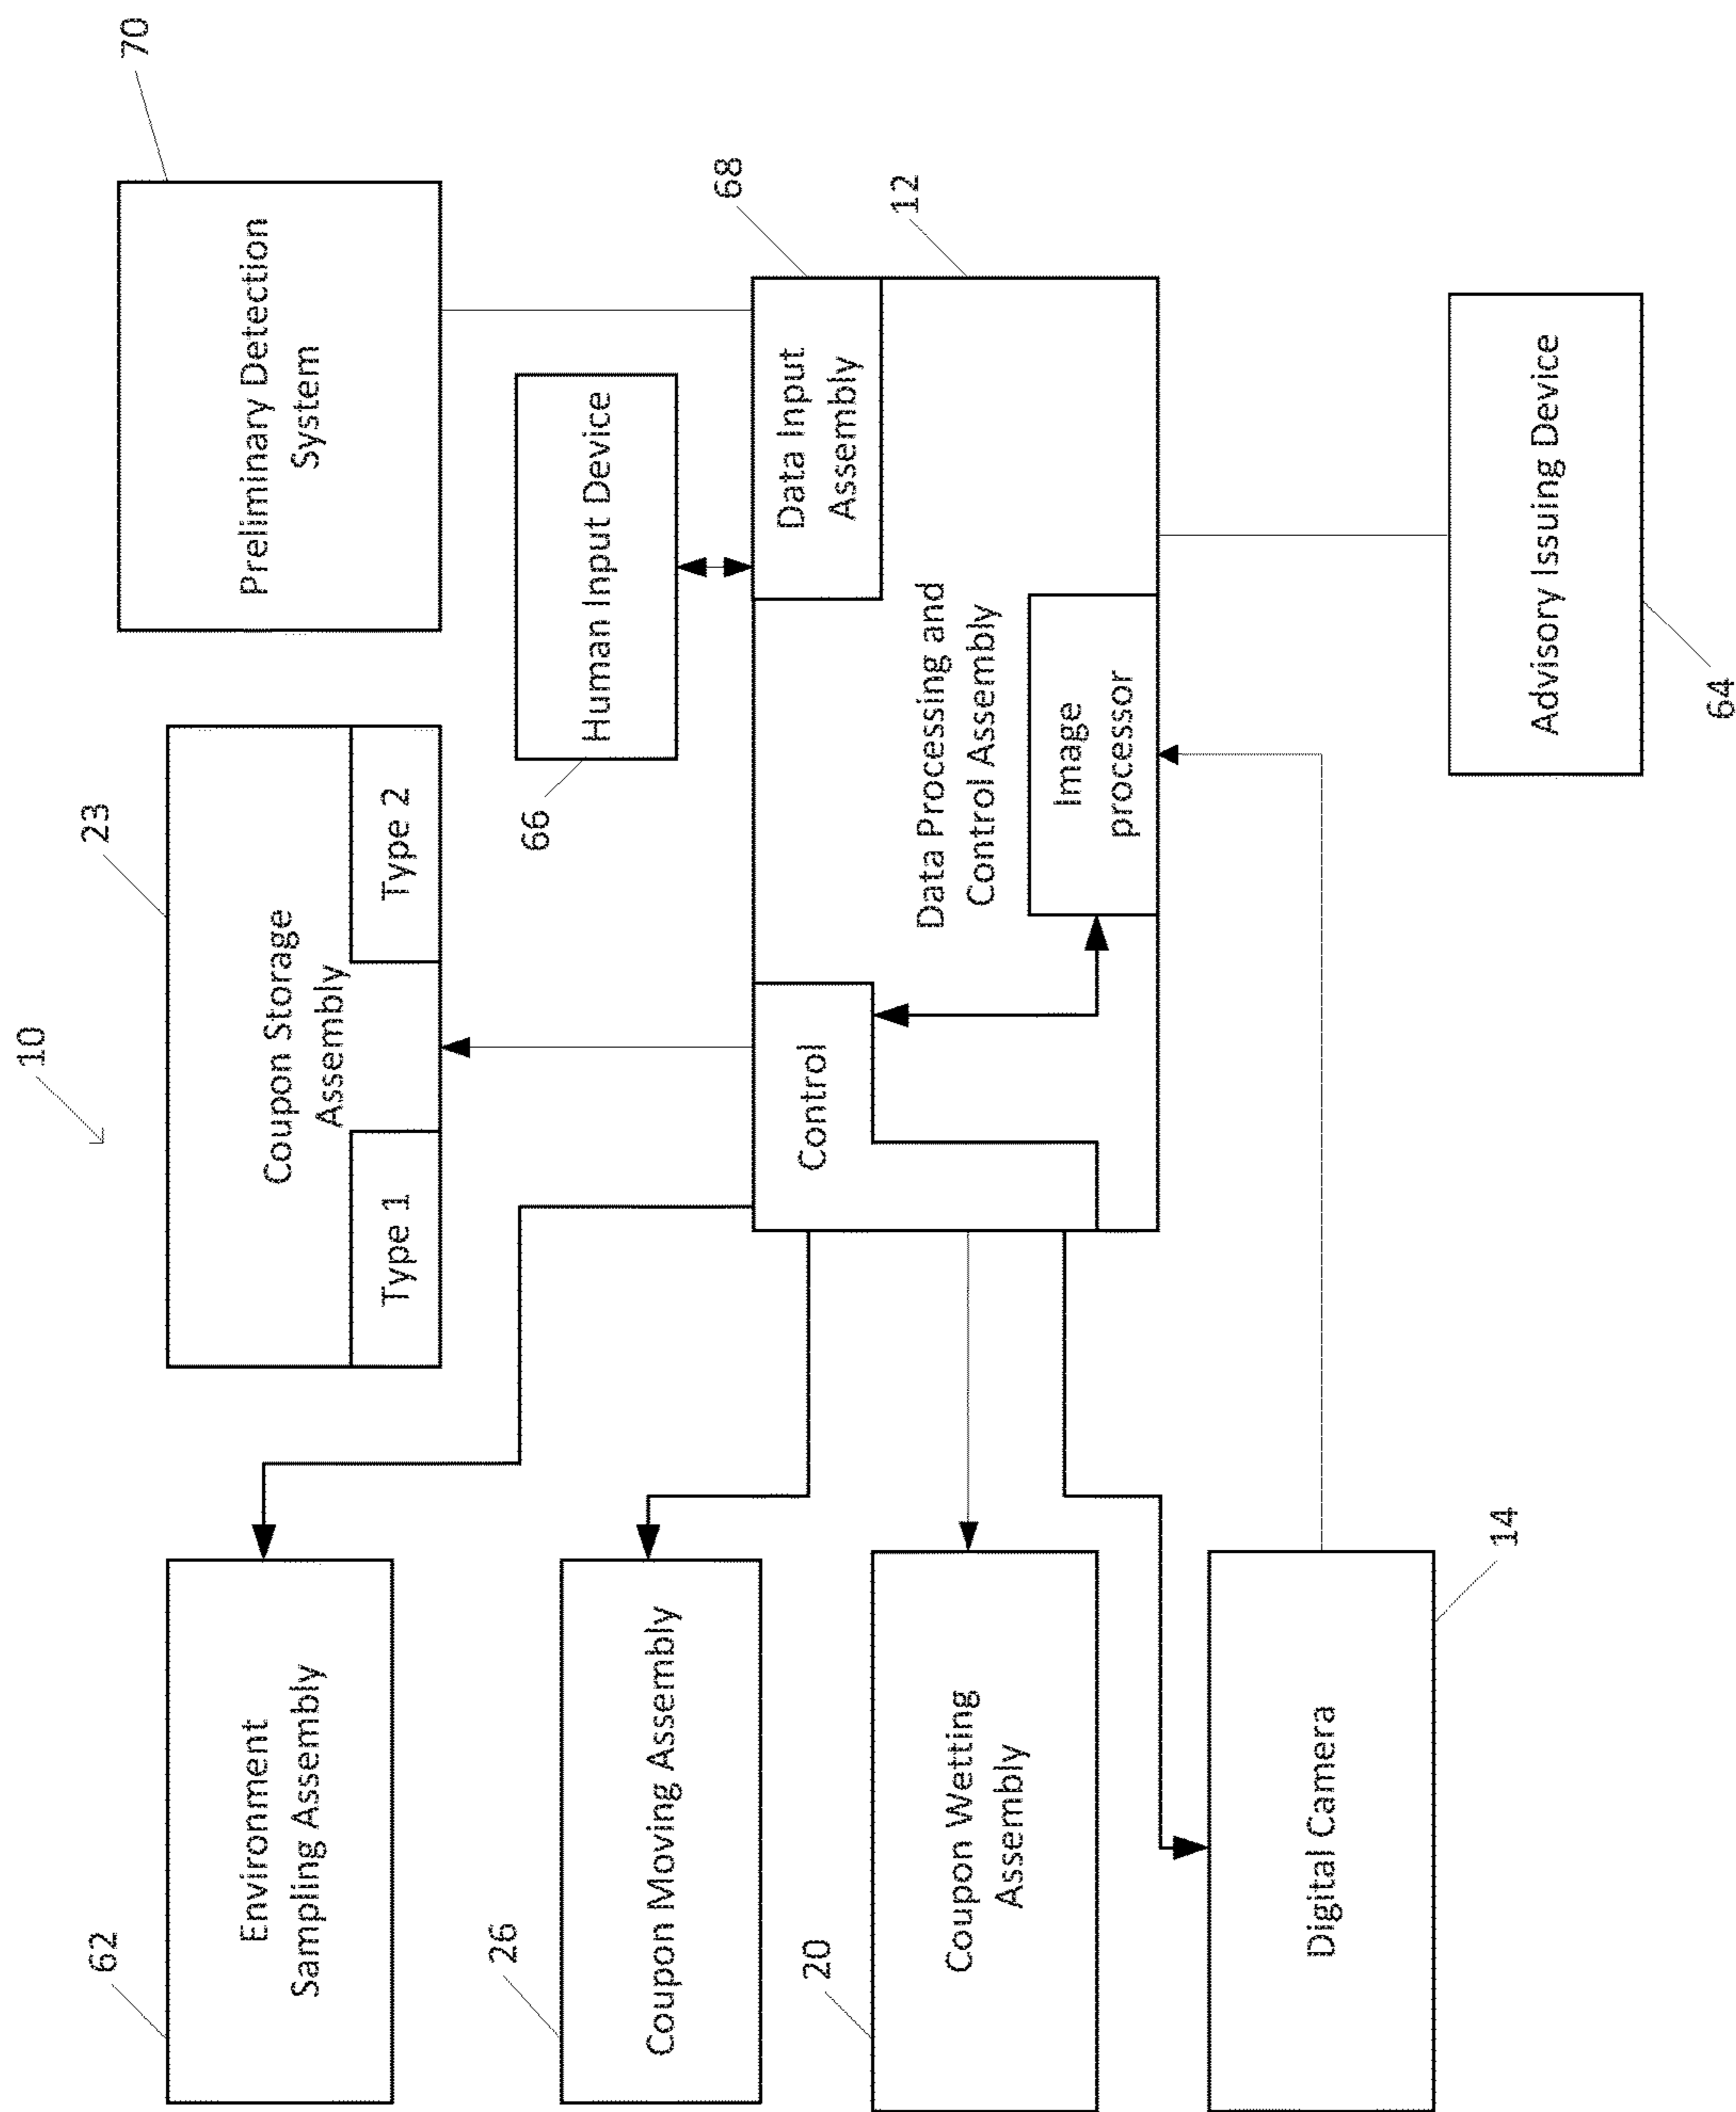 10
62
Environment
Sampling Assembly
23
Coupon Storage
Assembly
Type 1
Type 2
70
Preliminary Detection
System
26
Coupon Moving Assembly
66
Human Input Device
68
Data Input
Assembly
12
Control
Data Processing and
Control Assembly
Image
processor
20
Coupon Wetting
Assembly
14
Digital Camera
Advisory Issuing Device
64